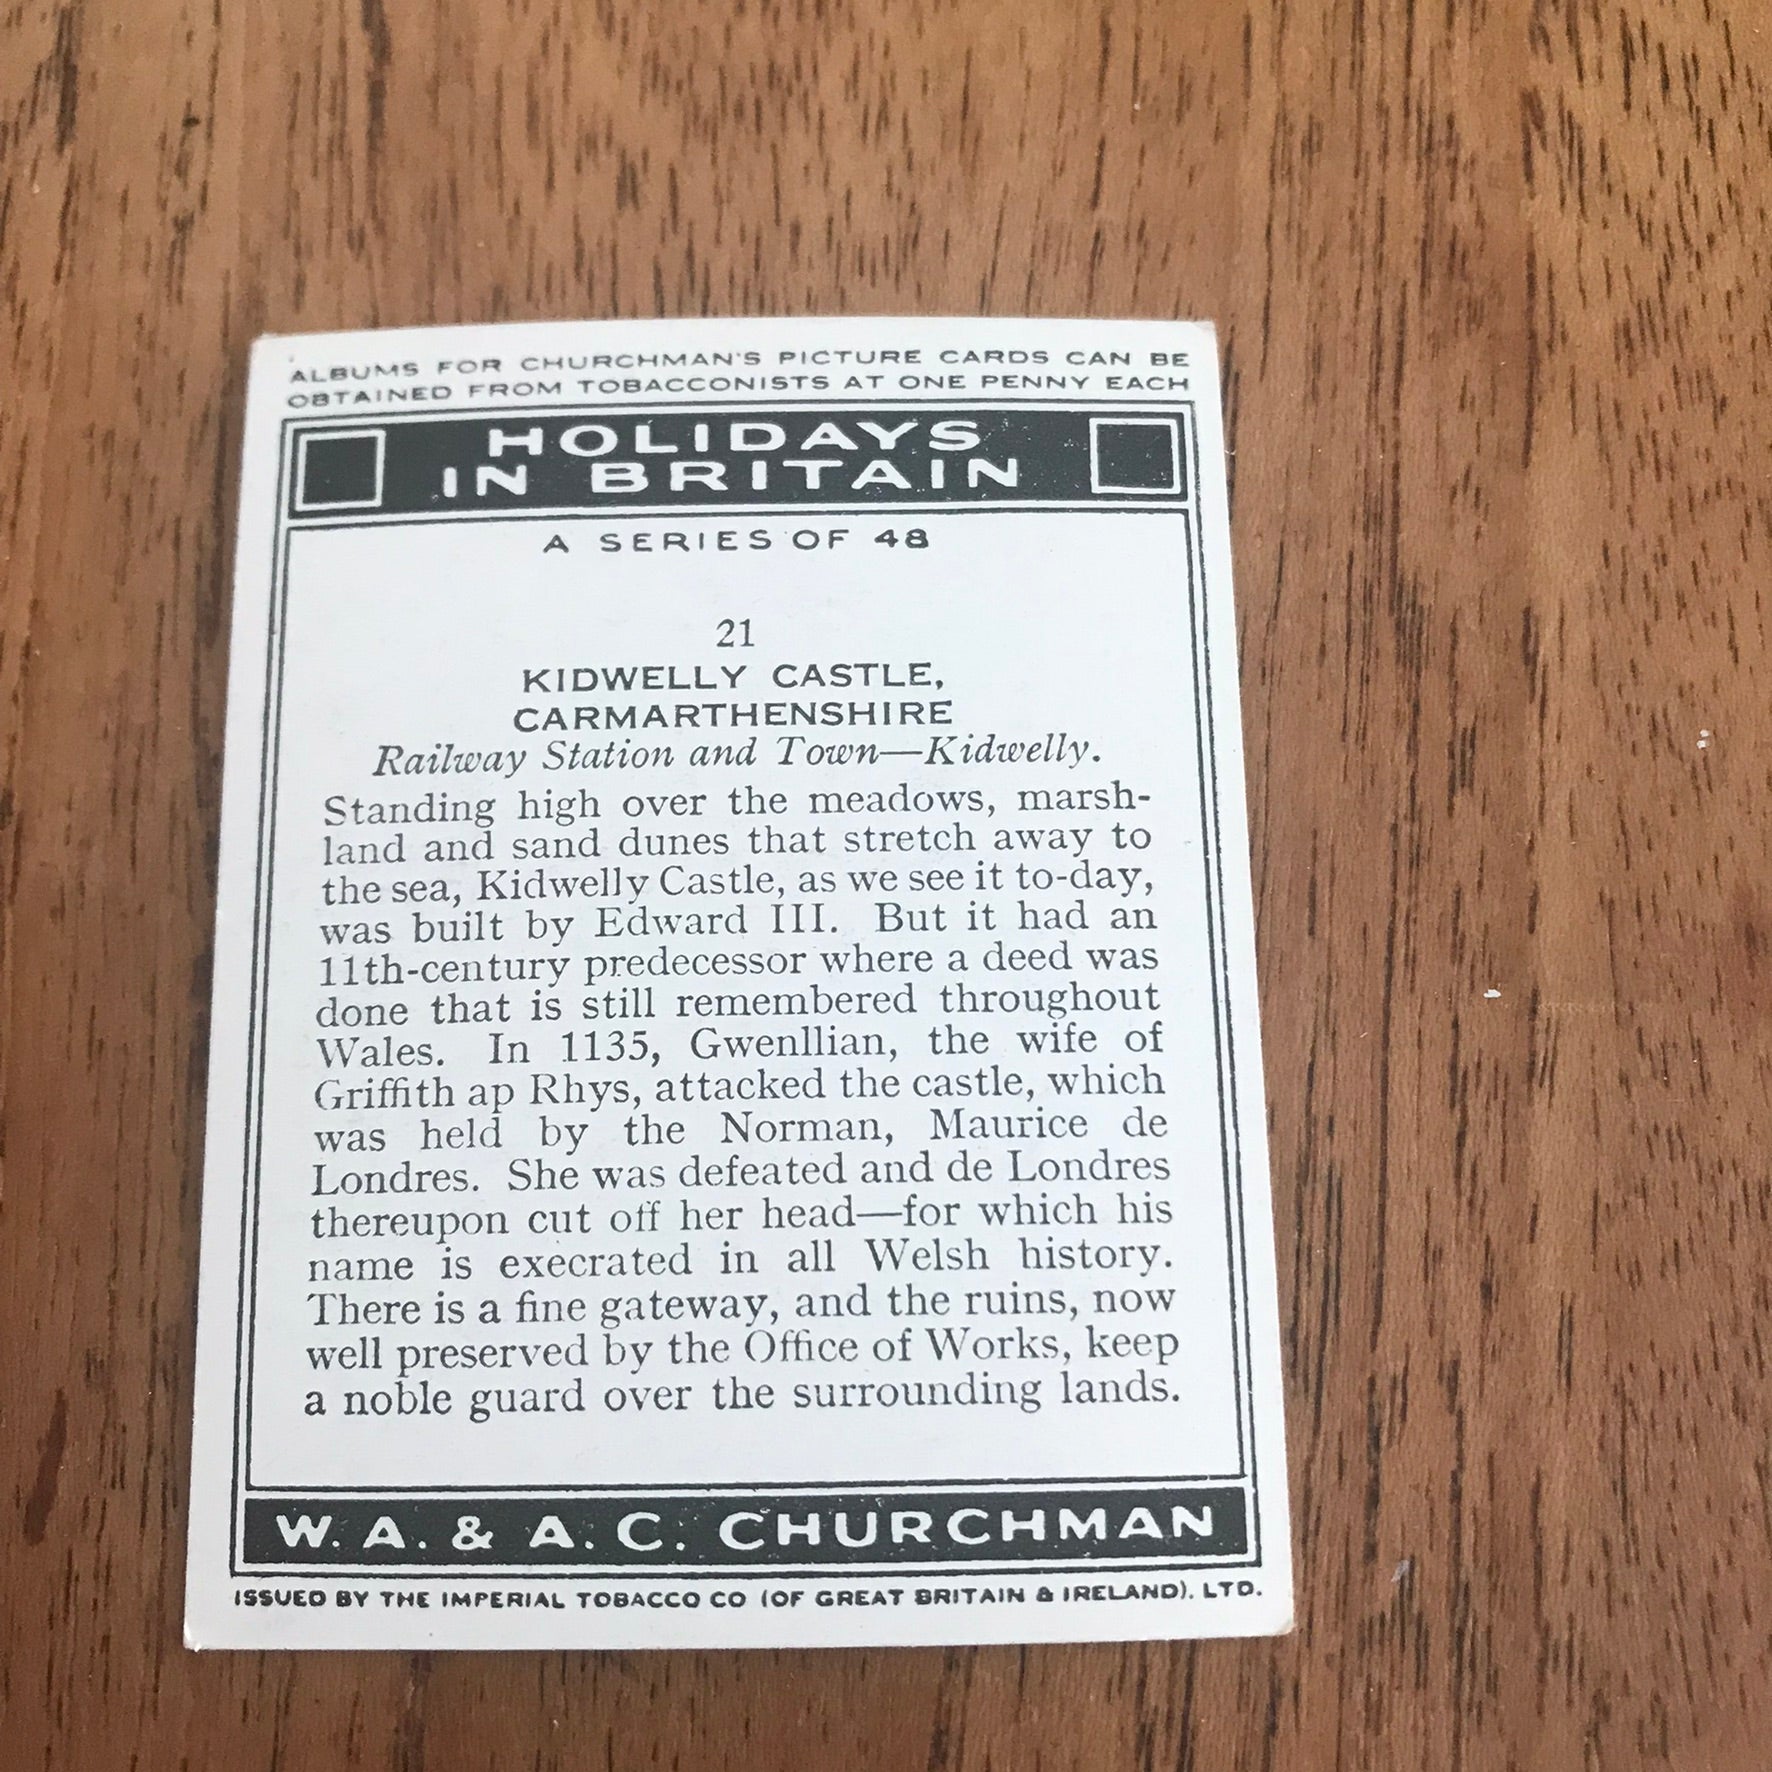 ALBUMS FOR CHURCHMAN'S PICTURE CARDS CAN BE
OBTAINED FROM TOBACCONISTS AT ONE PENNY EACH
HOLIDAYS
IN BRITAIN
A SERIES OF 48
21
KIDWELLY CASTLE,
CARMARTHENSHIRE
Railway Station and Town—Kidwelly.
Standing high over the meadows, marsh-
land and sand dunes that stretch away to
the sea, Kidwelly Castle, as we see it to-day,
was built by Edward III. But it had an
11th-century predecessor where a deed was
done that is still remembered throughout
Wales. In 1135, Gwenllian, the wife of
Griffith ap Rhys, attacked the castle, which
was held by the Norman, Maurice de
Londres. She was defeated and de Londres
thereupon cut off her head—for which his
name is execrated in all Welsh history.
There is a fine gateway, and the ruins, now
well preserved by the Office of Works, keep
a noble guard over the surrounding lands.
W. A. & A. C. CHURCHMAN
ISSUED BY THE IMPERIAL TOBACCO CO (OF GREAT BRITAIN & IRELAND), LTD.